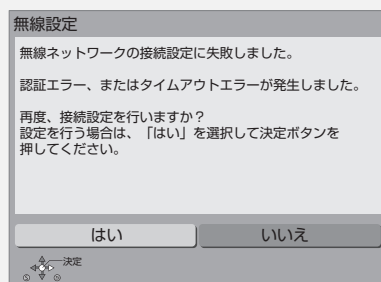 無線設定
無線ネットワークの接続設定に失敗しました。
認証エラー、またはタイムアウトエラーが発生しました。
再度、接続設定を行いますか？
設定を行う場合は、「はい」を選択して決定ボタンを
押してください。
はい
いいえ
決定